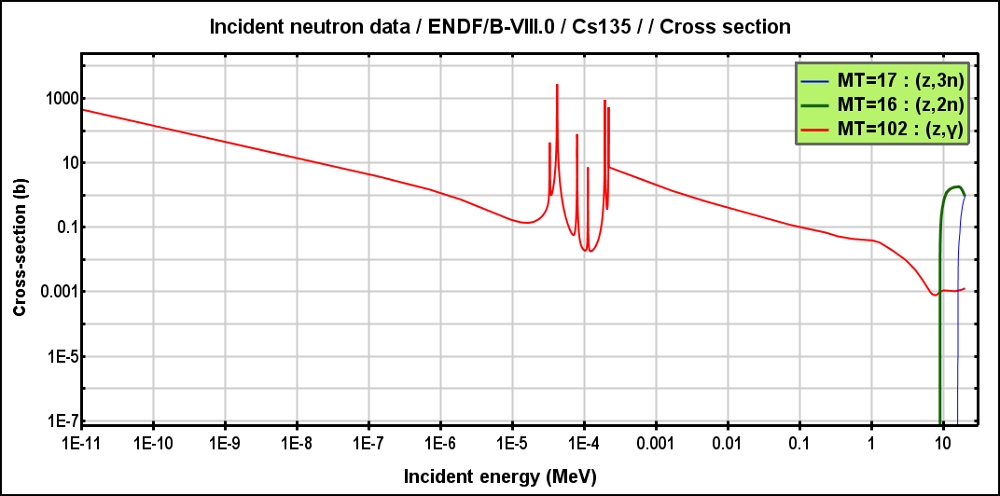 Incident neutron data / ENDF/B-VIII.0 / Cs135 / / Cross section
MT=17 : (z,3n)
MT=16 : (z,2n)
MT=102 : (z,γ)
Cross-section (b)
1000
10
0.1
0.001
1E-5
1E-7
1E-11 1E-10 1E-9 1E-8 1E-7 1E-6 1E-5 1E-4 0.001 0.01 0.1 1 10
Incident energy (MeV)